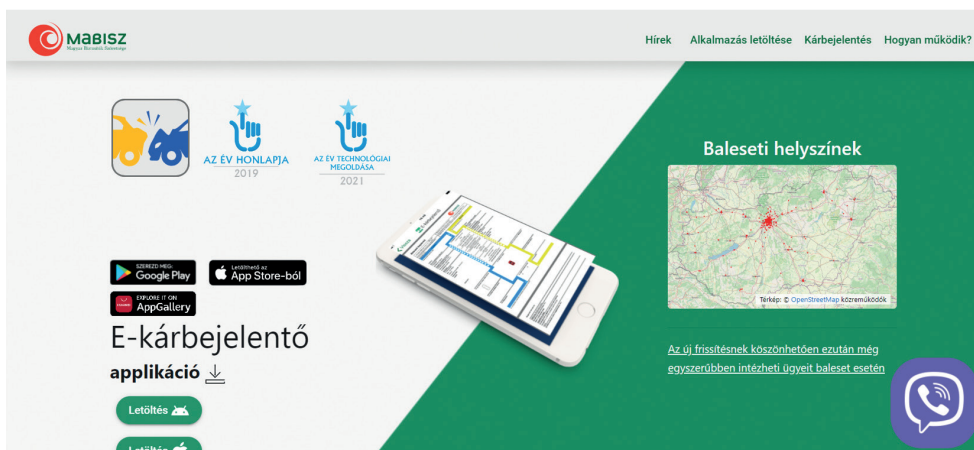 MABISZ
Magyar Biztosítók Szövetsége
Hírek
Alkalmazás letöltése
Kárbejelentés
Hogyan működik?
AZ ÉV HONLAPJA
2019
AZ ÉV TECHNOLÓGIAI
MEGOLDÁSA
2021
Baleseti helyszínek
Térkép: © OpenStreetMap közreműködők
SZEREZD MEG:
Google Play
Letölthető az
App Store-ból
EXPLORE IT ON
AppGallery
E-kárbejelentő
applikáció
Letöltés
Letöltés
Az új frissítésnek köszönhetően ezután még
egyszerűbben intézheti ügyeit baleset esetén